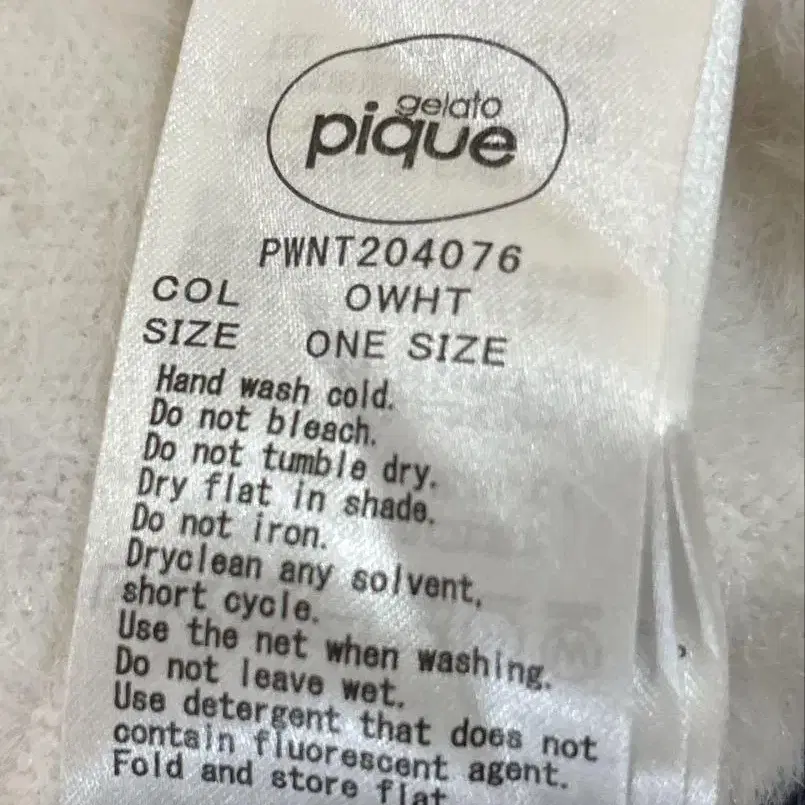 gelato
pique
PWNT204076
COL OWHT
SIZE ONE SIZE
Hand wash cold.
Do not bleach.
Do not tumble dry.
Dry flat in shade.
Do not iron.
Dryclean any solvent,
short cycle.
Use the net when washing.
Do not leave wet.
Use detergent that does not
contain fluorescent agent.
Fold and store flat